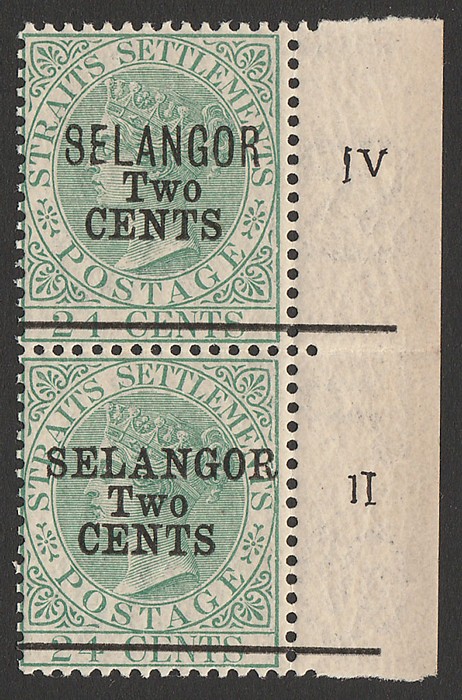 STRAITS SETTLEMENTS
SELANGOR
Two
CENTS
POSTAGE
24 CENTS
IV
STRAITS SETTLEMENTS
SELANGOR
Two
CENTS
POSTAGE
24 CENTS
II